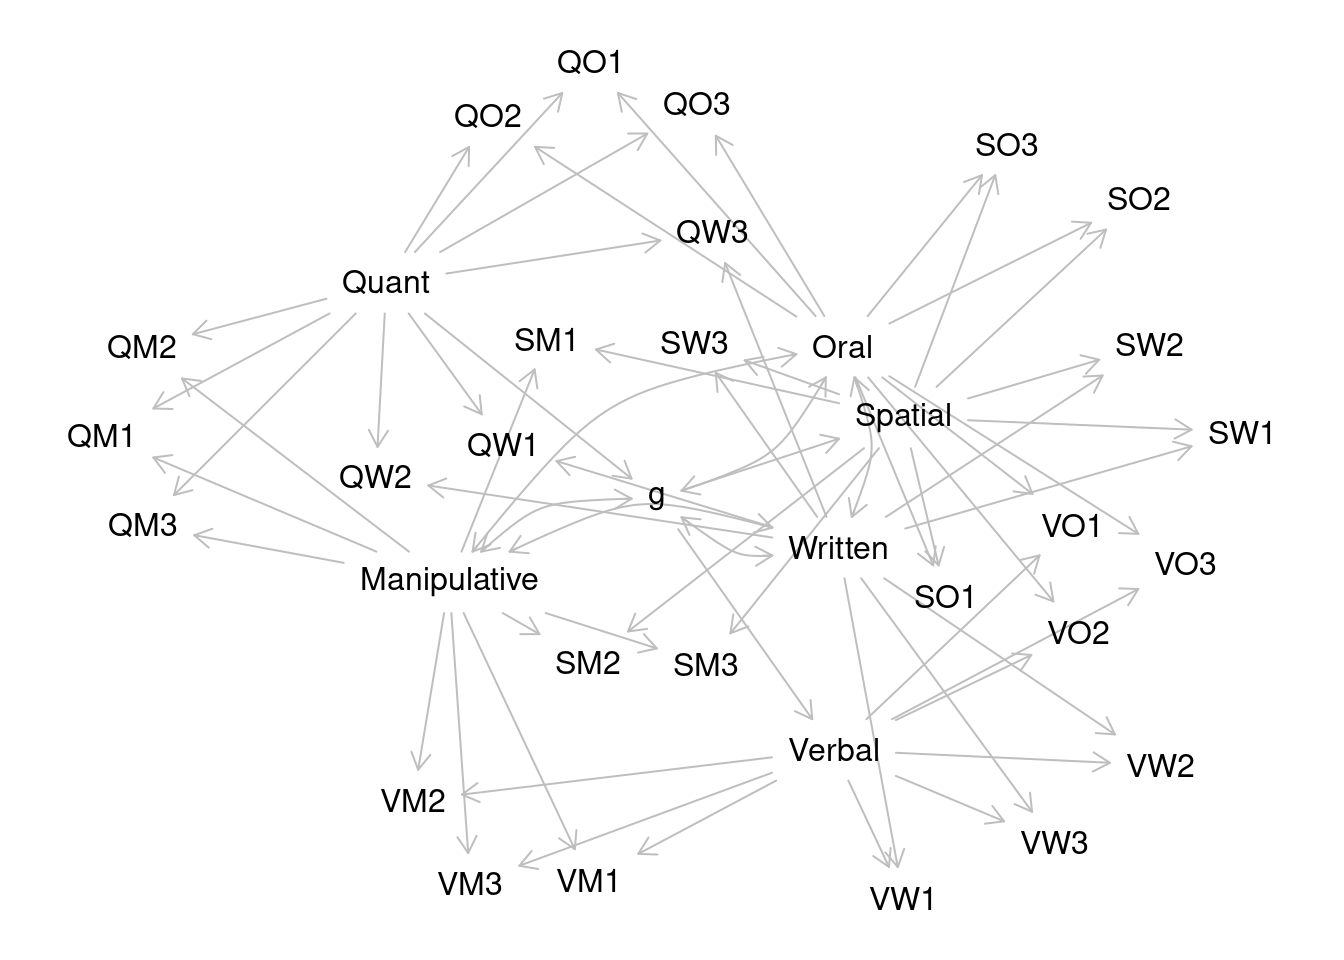 QO1
QO3
QO2
SO3
SO2
QW3
Quant
SM1
SW3
Oral
SW2
QM2
Spatial
QM1
QW1
SW1
QW2
g
QM3
VO1
Written
VO3
Manipulative
SO1
VO2
SM2
SM3
Verbal
VW2
VM2
VW3
VM3
VM1
VW1